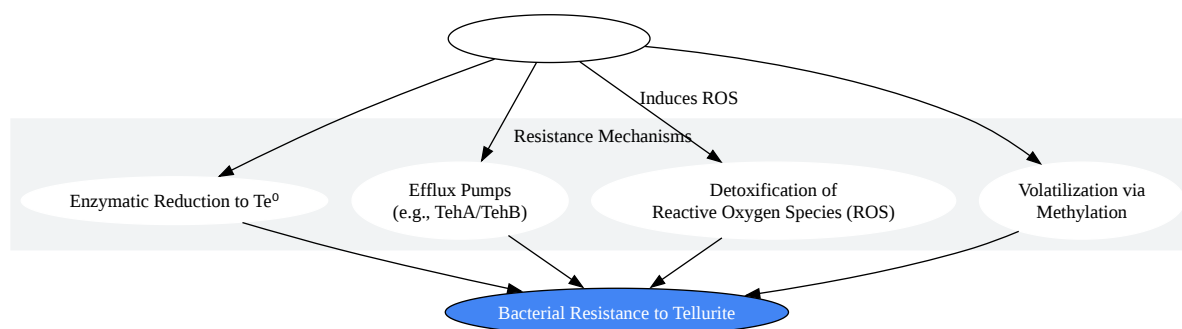 Induces ROS
Resistance Mechanisms
Enzymatic Reduction to Te⁰
Efflux Pumps
(e.g., TehA/TehB)
Detoxification of
Reactive Oxygen Species (ROS)
Volatilization via
Methylation
Bacterial Resistance to Tellurite